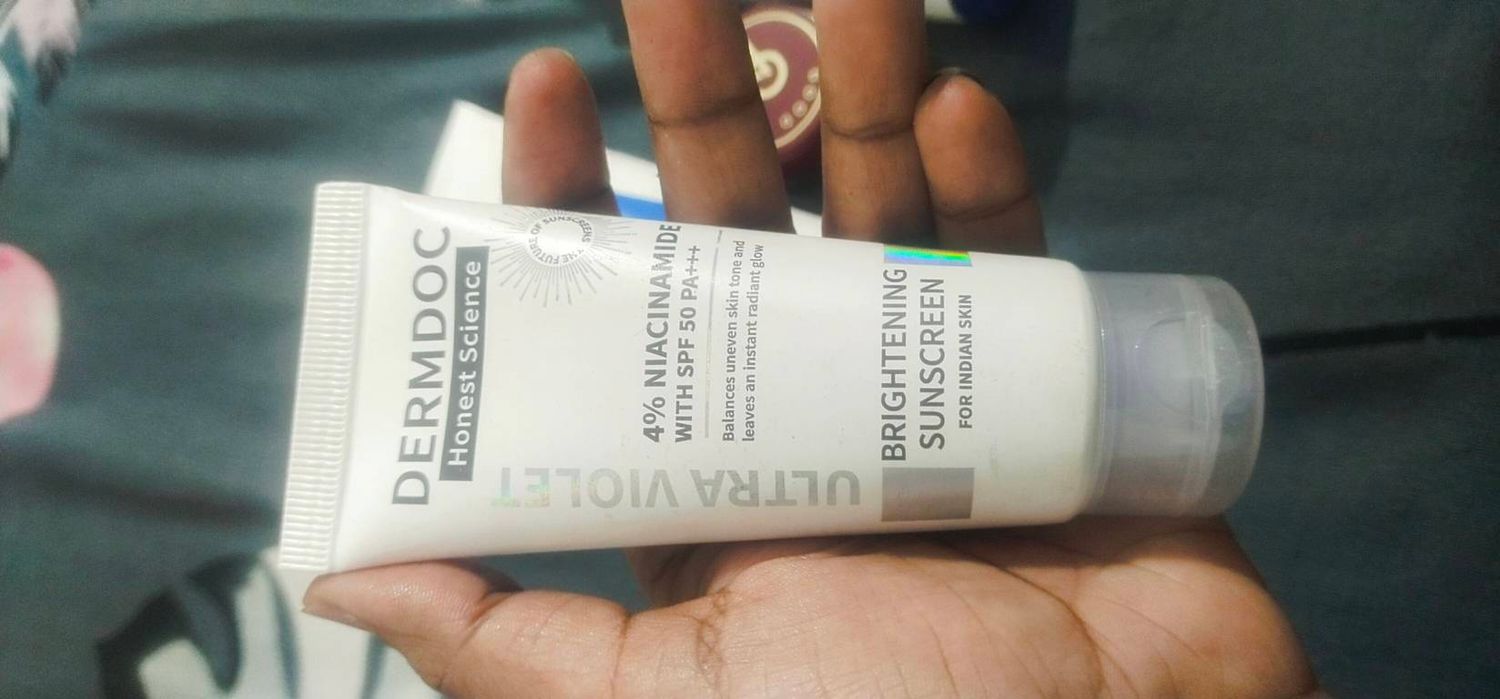 DERMDOC
Honest Science
THE FUTURE OF SUNSCREENS
4% NIACINAMIDE
WITH SPF 50 PA+++
Balances uneven skin tone and
leaves an instant radiant glow
ULTRA VIOLET
BRIGHTENING
SUNSCREEN
FOR INDIAN SKIN